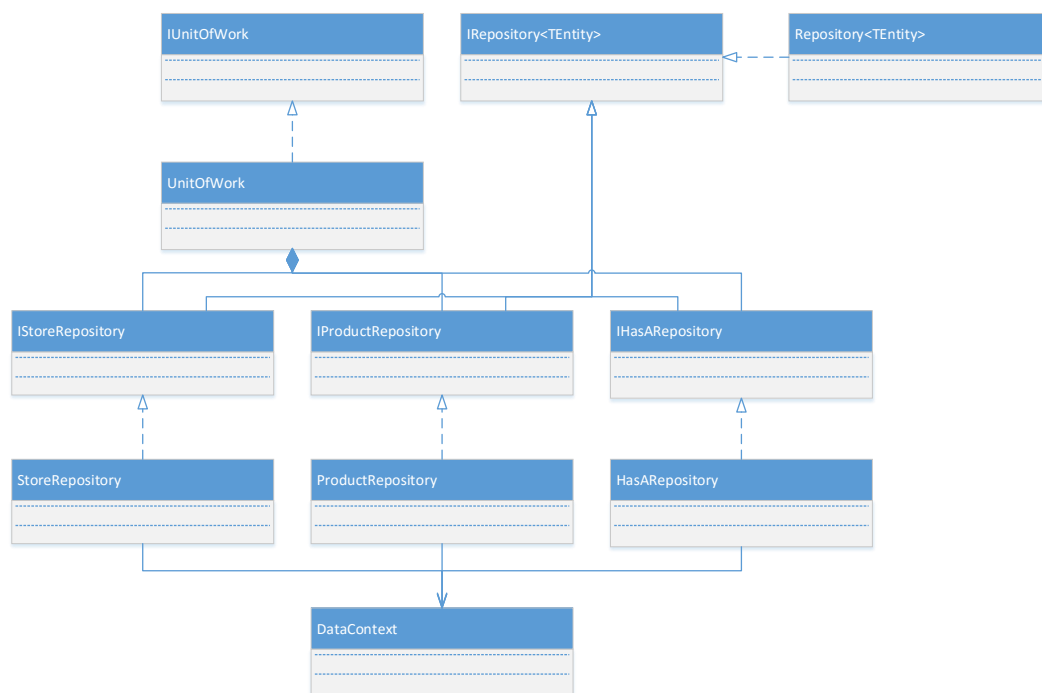 IUnitOfWork
IRepository<TEntity>
Repository<TEntity>
UnitOfWork
IStoreRepository
IProductRepository
IHasARepository
StoreRepository
ProductRepository
HasARepository
DataContext